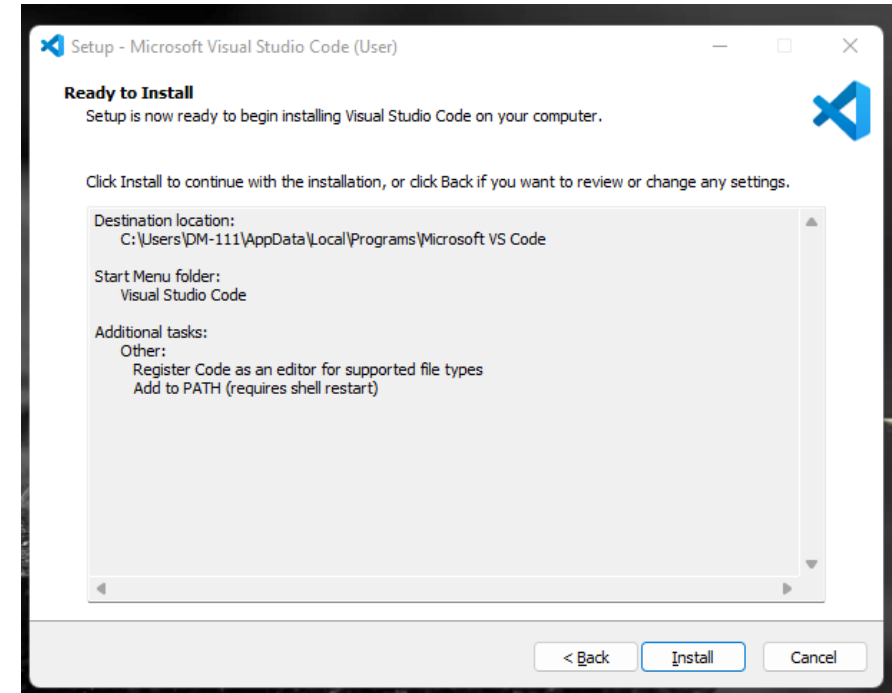 Setup - Microsoft Visual Studio Code (User)
Ready to Install
Setup is now ready to begin installing Visual Studio Code on your computer.
Click Install to continue with the installation, or click Back if you want to review or change any settings.
Destination location:
C:\Users\DM-111\AppData\Local\Programs\Microsoft VS Code
Start Menu folder:
Visual Studio Code
Additional tasks:
Other:
Register Code as an editor for supported file types
Add to PATH (requires shell restart)
< Back Install Cancel